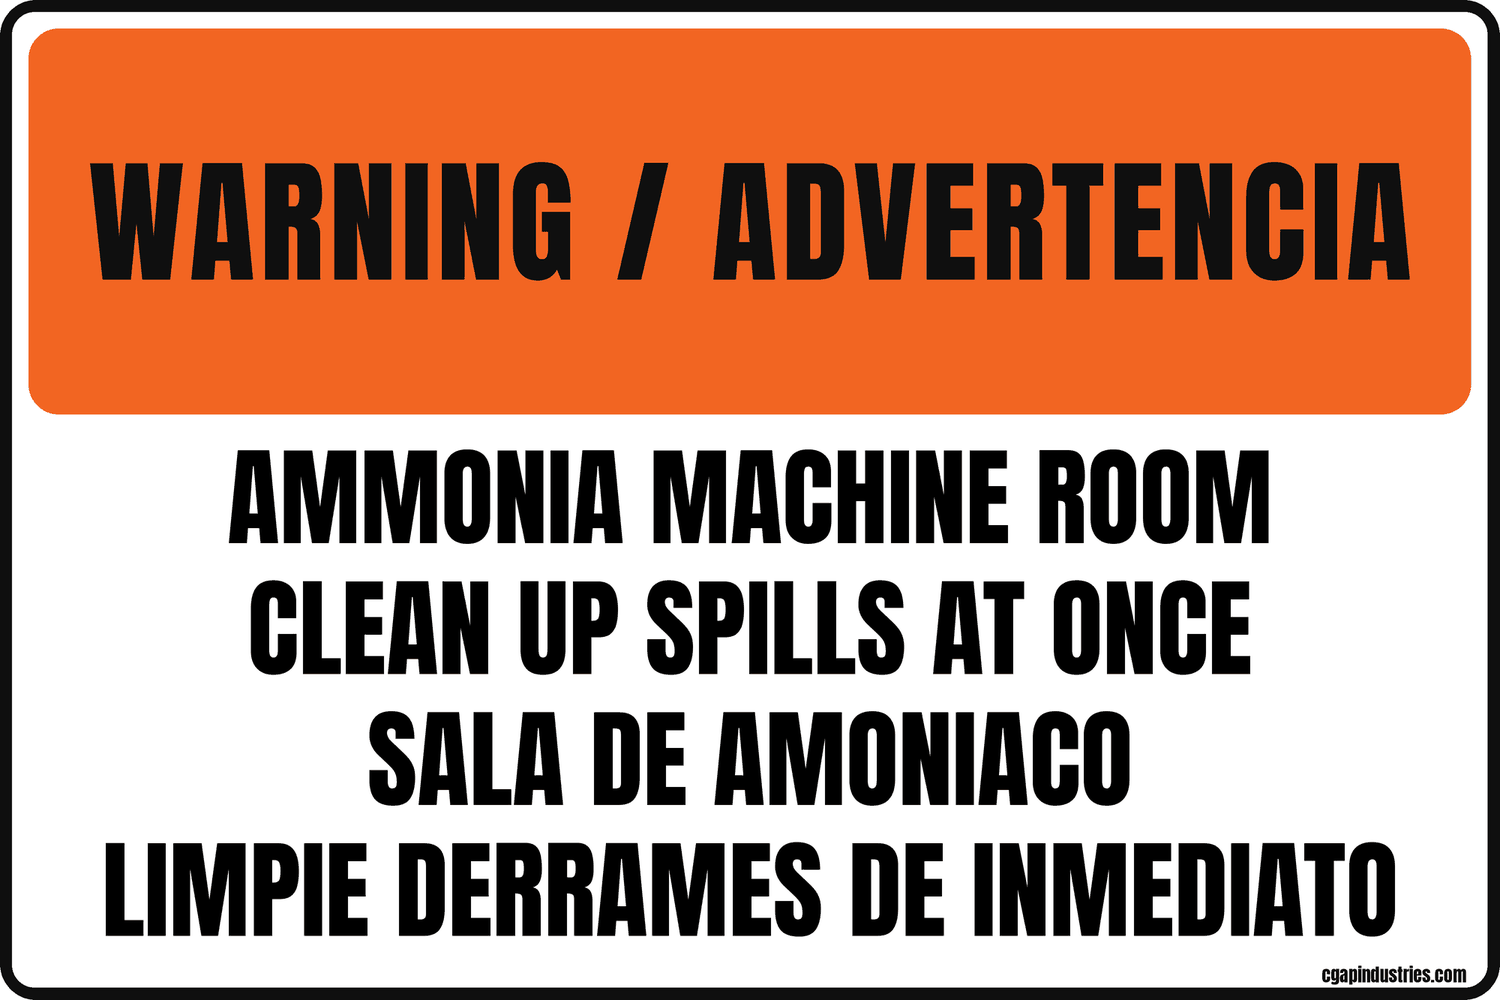 WARNING / ADVERTENCIA
AMMONIA MACHINE ROOM
CLEAN UP SPILLS AT ONCE
SALA DE AMONIACO
LIMPIE DERRAMES DE INMEDIATO
cgapindustries.com